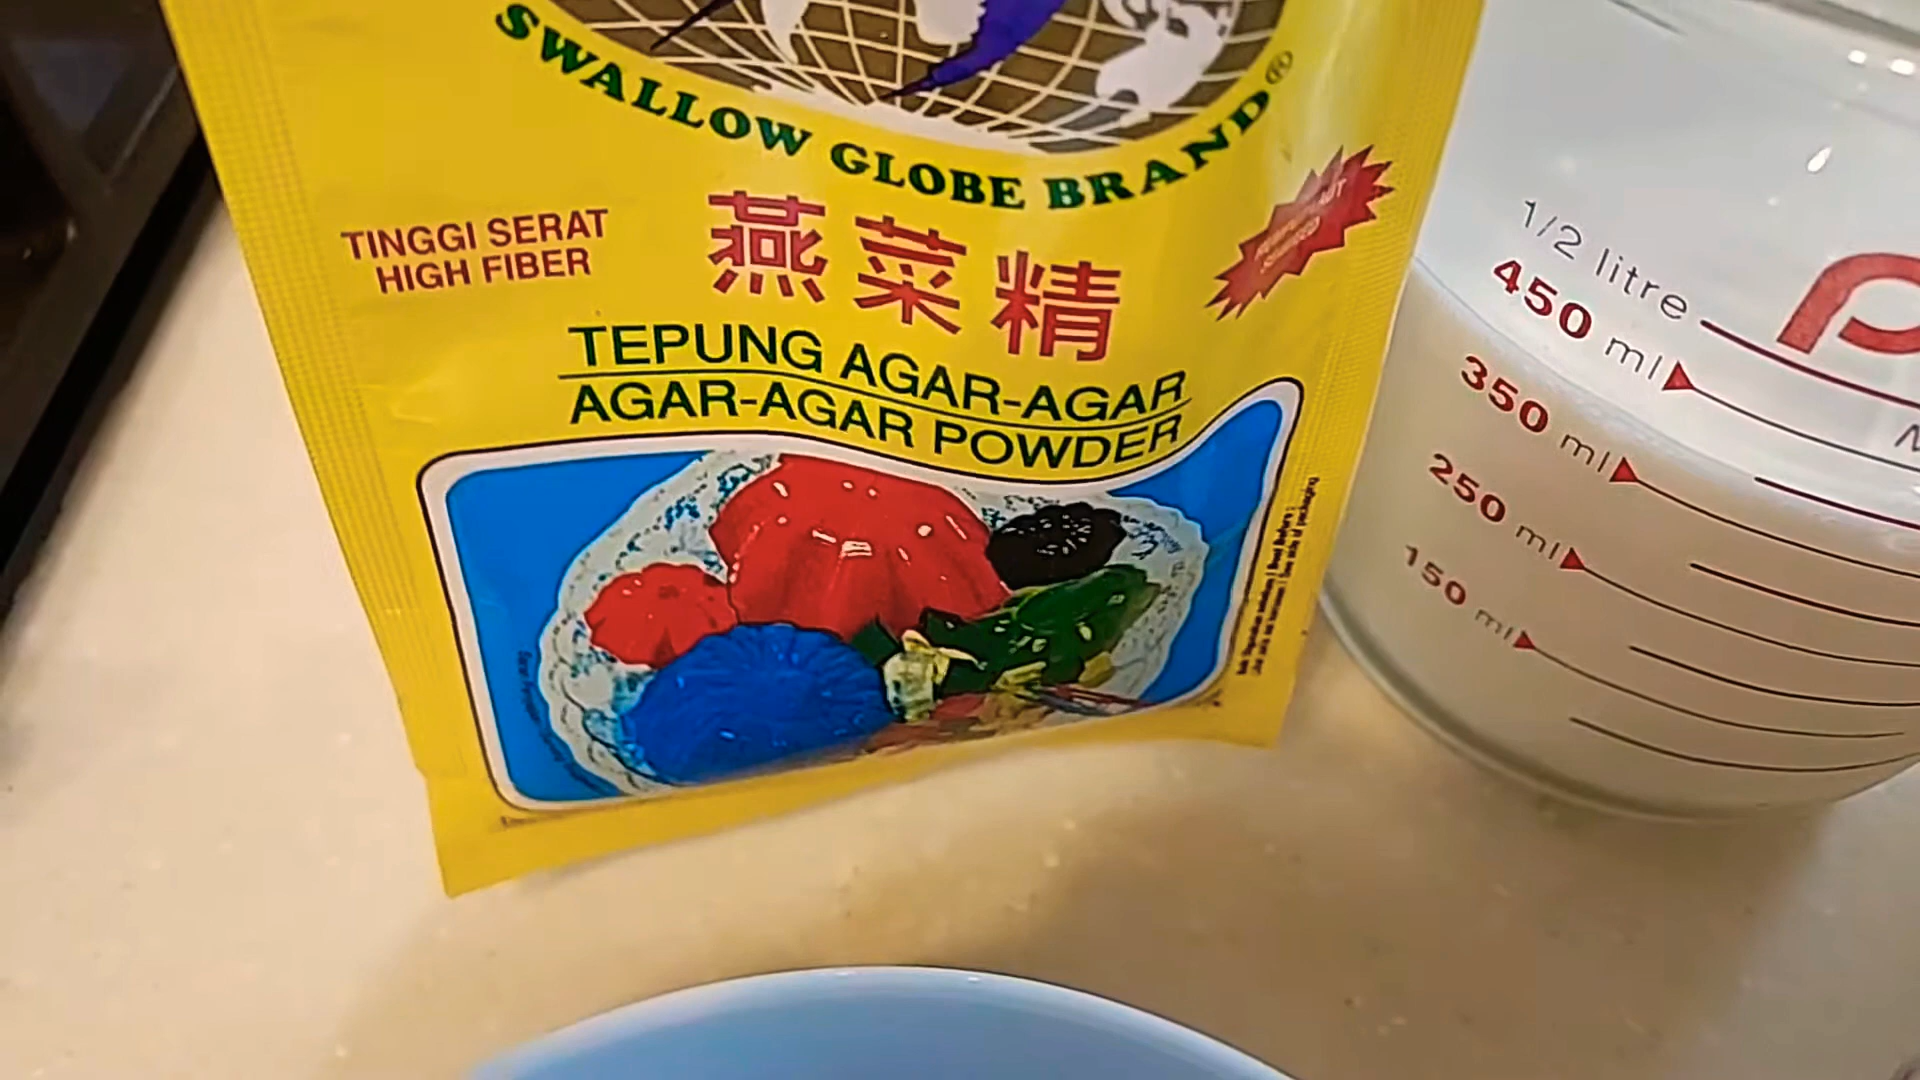 SWALLOW GLOBE BRAND®
TINGGI SERAT
HIGH FIBER
燕菜精
TEPUNG AGAR-AGAR
AGAR-AGAR POWDER
1/2 litre
450 ml
350 ml
250 ml
150 ml